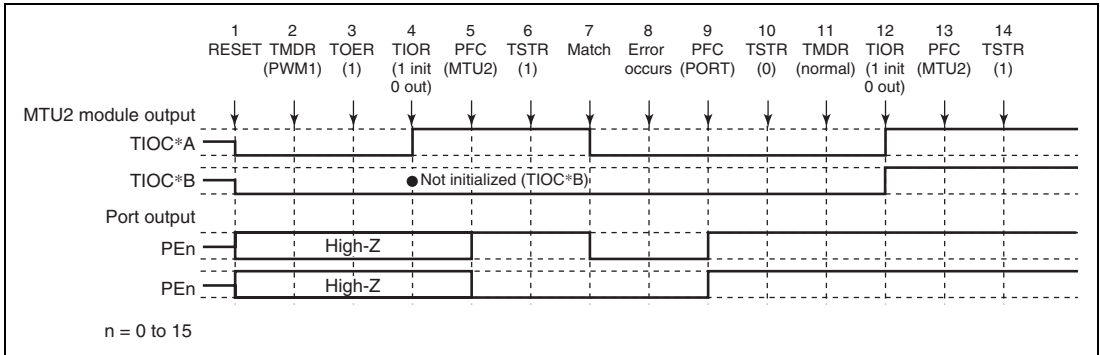 1 2 3 4 5 6 7 8 9 10 11 12 13 14
RESET TMDR TOER TIOR PFC TSTR Match Error PFC TSTR TMDR TIOR PFC TSTR
(PWM1) (1) (1 init (MTU2) (1) occurs (PORT) (0) (normal) (1 init (MTU2) (1)
0 out) 0 out)
MTU2 module output
TIOC*A
TIOC*B
Not initialized (TIOC*B)
Port output
PEn
High-Z
PEn
High-Z
n = 0 to 15